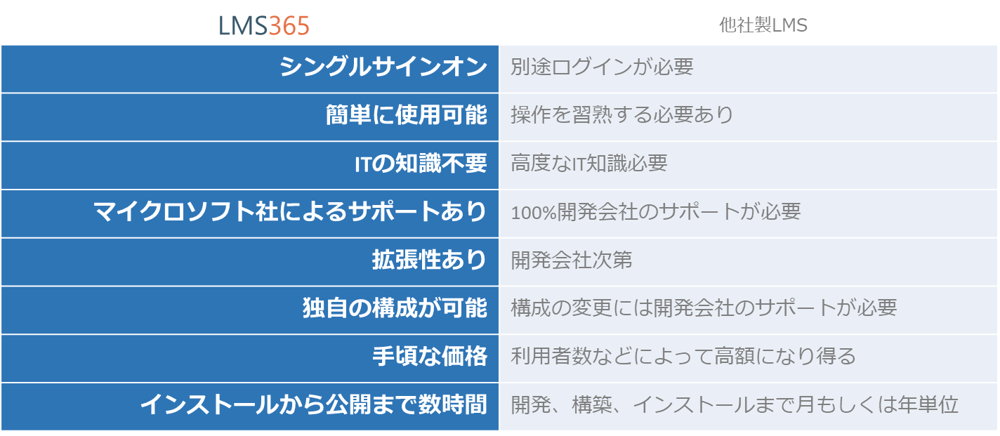 LMS365 他社製LMS
シングルサインオン 別途ログインが必要
簡単に使用可能 操作を習熟する必要あり
ITの知識不要 高度なIT知識必要
マイクロソフト社によるサポートあり 100%開発会社のサポートが必要
拡張性あり 開発会社次第
独自の構成が可能 構成の変更には開発会社のサポートが必要
手頃な価格 利用者数などによって高額になり得る
インストールから公開まで数時間 開発、構築、インストールまで月もしくは年単位